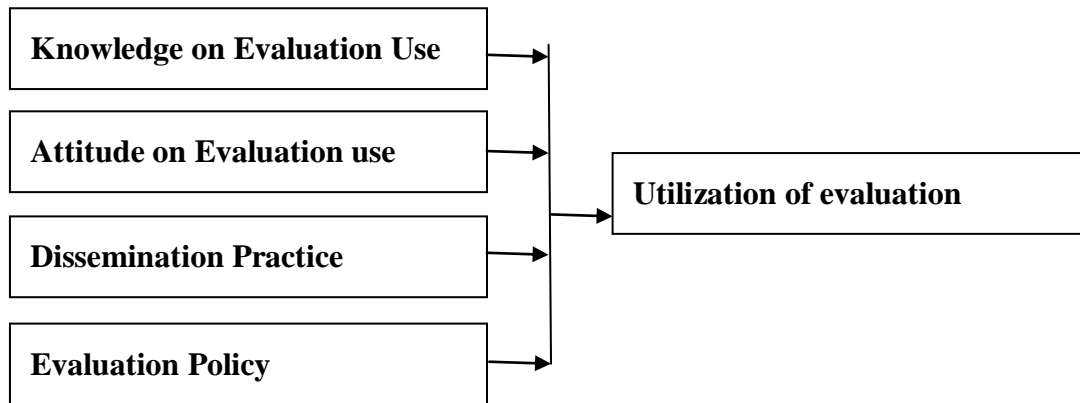 Knowledge on Evaluation Use
Attitude on Evaluation use
Dissemination Practice
Evaluation Policy
Utilization of evaluation